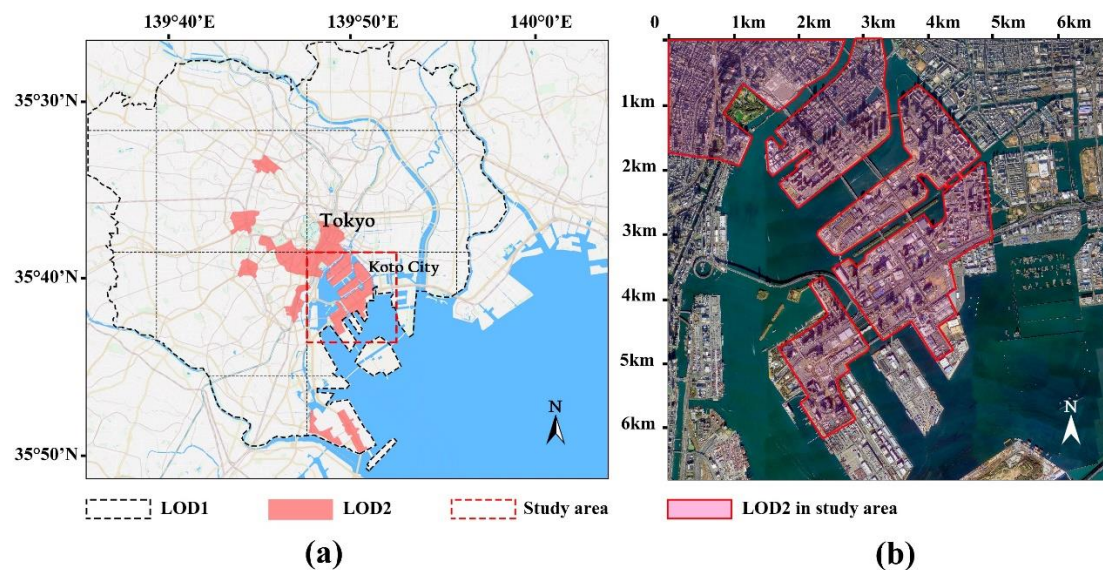 139°40’E 139°50’E 140°0’E
35°30’N
35°40’N
35°50’N
Tokyo
Koto City
N
LOD1 LOD2 Study area
(a)
0 1km 2km 3km 4km 5km 6km
1km
2km
3km
4km
5km
6km
N
LOD2 in study area
(b)